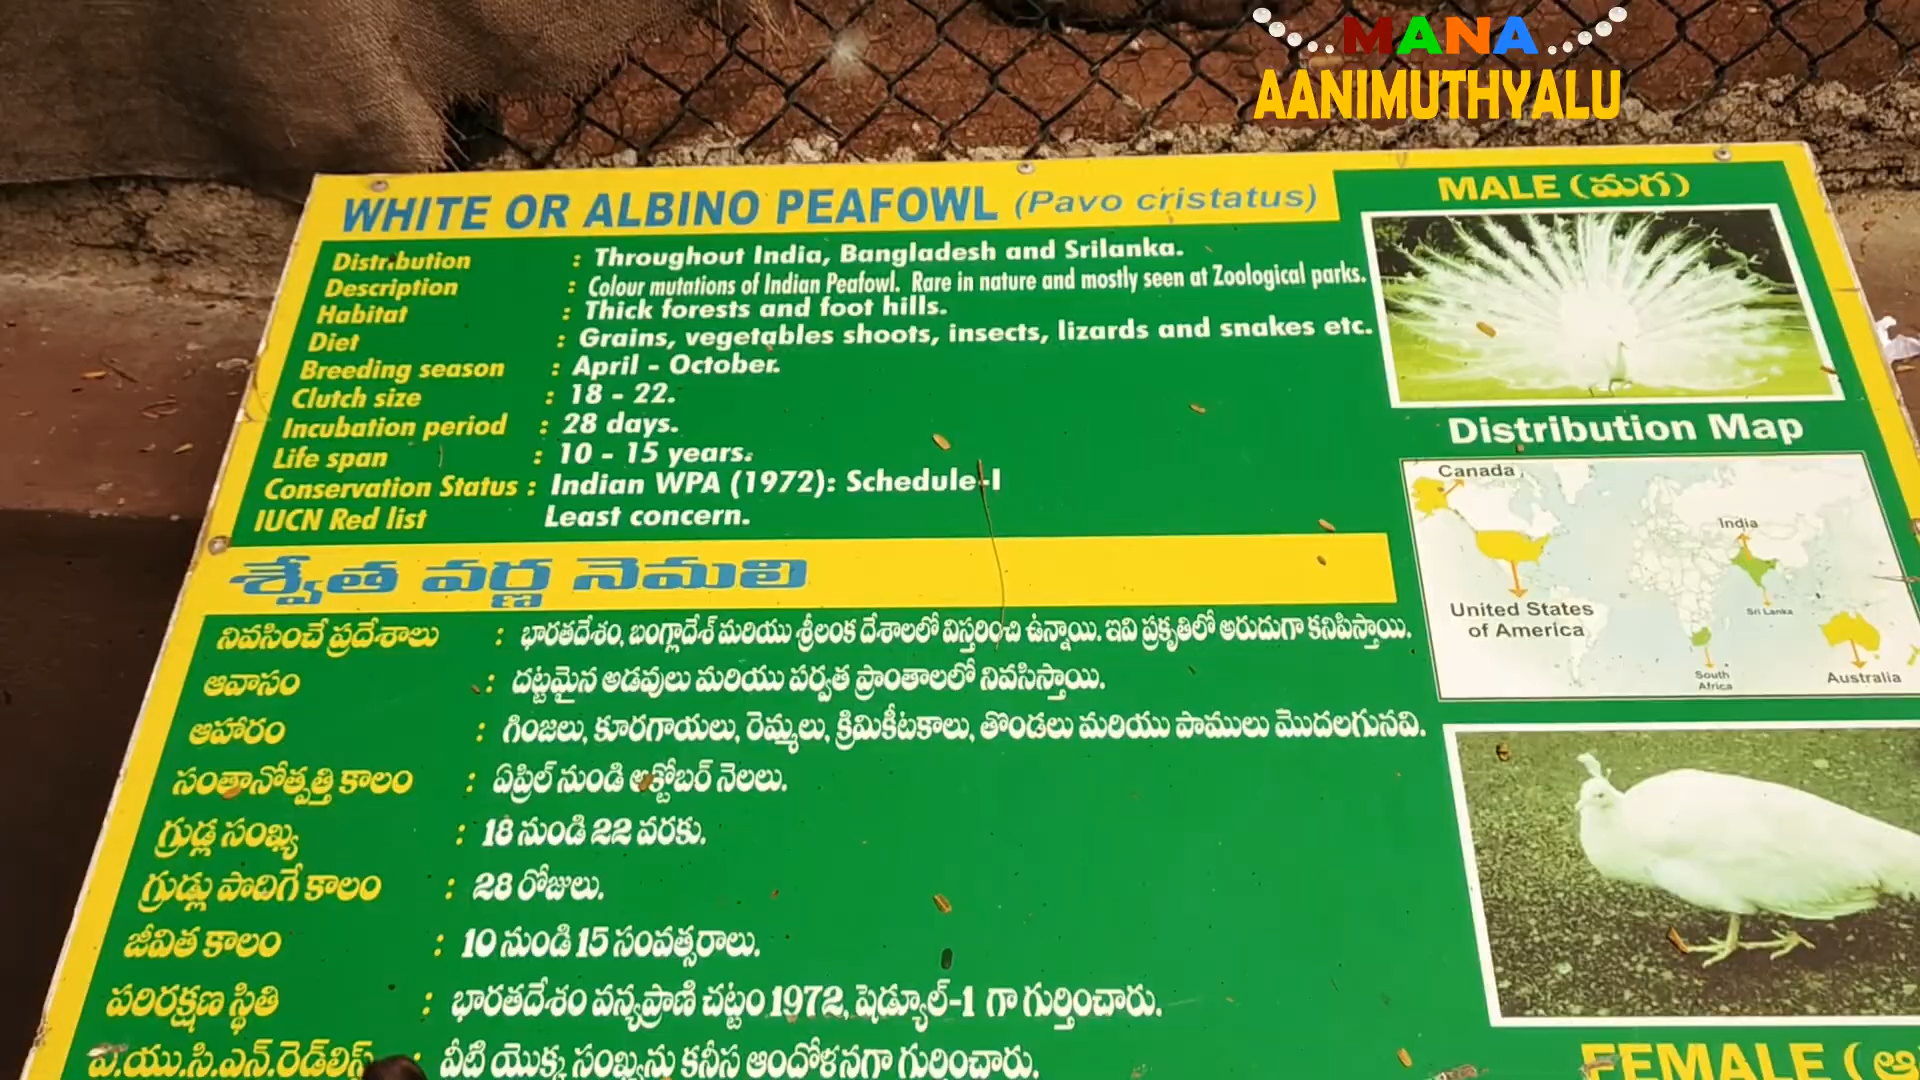 MANA
AANIMUTHYALU
WHITE OR ALBINO PEAFOWL (Pavo cristatus)
Distribution : Throughout India, Bangladesh and Srilanka.
Description : Colour mutations of Indian Peafowl. Rare in nature and mostly seen at Zoological parks.
Habitat : Thick forests and foot hills.
Diet : Grains, vegetables shoots, insects, lizards and snakes etc.
Breeding season : April - October.
Clutch size : 18 - 22.
Incubation period : 28 days.
Life span : 10 - 15 years.
Conservation Status : Indian WPA (1972): Schedule-I
IUCN Red list Least concern.
శ్వేత వర్ణ నెమలి
నివసించే ప్రదేశాలు : భారతదేశం, బంగ్లాదేశ్ మరియు శ్రీలంక దేశాలలో విస్తరించి ఉన్నాయి. ఇవి ప్రకృతిలో అరుదుగా కనిపిస్తాయి.
ఆవాసం : దట్టమైన అడవులు మరియు పర్వత ప్రాంతాలలో నివసిస్తాయి.
ఆహారం : గింజలు, కూరగాయలు, రెమ్మలు, క్రిమికీటకాలు, తొండలు మరియు పాములు మొదలగునవి.
సంతానోత్పత్తి కాలం : ఏప్రిల్ నుండి అక్టోబర్ నెలలు.
గ్రుడ్ల సంఖ్య : 18 నుండి 22 వరకు.
గ్రుడ్లు పొదిగే కాలం : 28 రోజులు.
జీవిత కాలం : 10 నుండి 15 సంవత్సరాలు.
పరిరక్షణ స్థితి : భారతదేశం వన్యప్రాణి చట్టం 1972, షెడ్యూల్-1 గా గుర్తించారు.
ఐ.యు.సి.ఎన్.రెడ్‌లిస్ట్ : వీటి యొక్క సంఖ్యను కనీస ఆందోళనగా గుర్తించారు.
MALE (మగ)
Distribution Map
Canada
India
United States
of America
Sri Lanka
South
Africa
Australia
FEMALE (